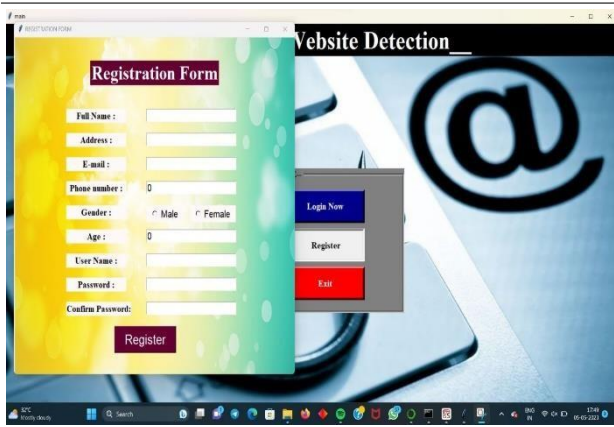 main
REGISTRATION FORM
Website Detection__
Registration Form
Full Name :
Address :
E-mail :
Phone number : 0
Gender : Male Female
Age : 0
User Name :
Password :
Confirm Password:
Register
Login Now
Register
Exit
32°C
Mostly cloudy
Search
ENG
IN
17:49
05-05-2023